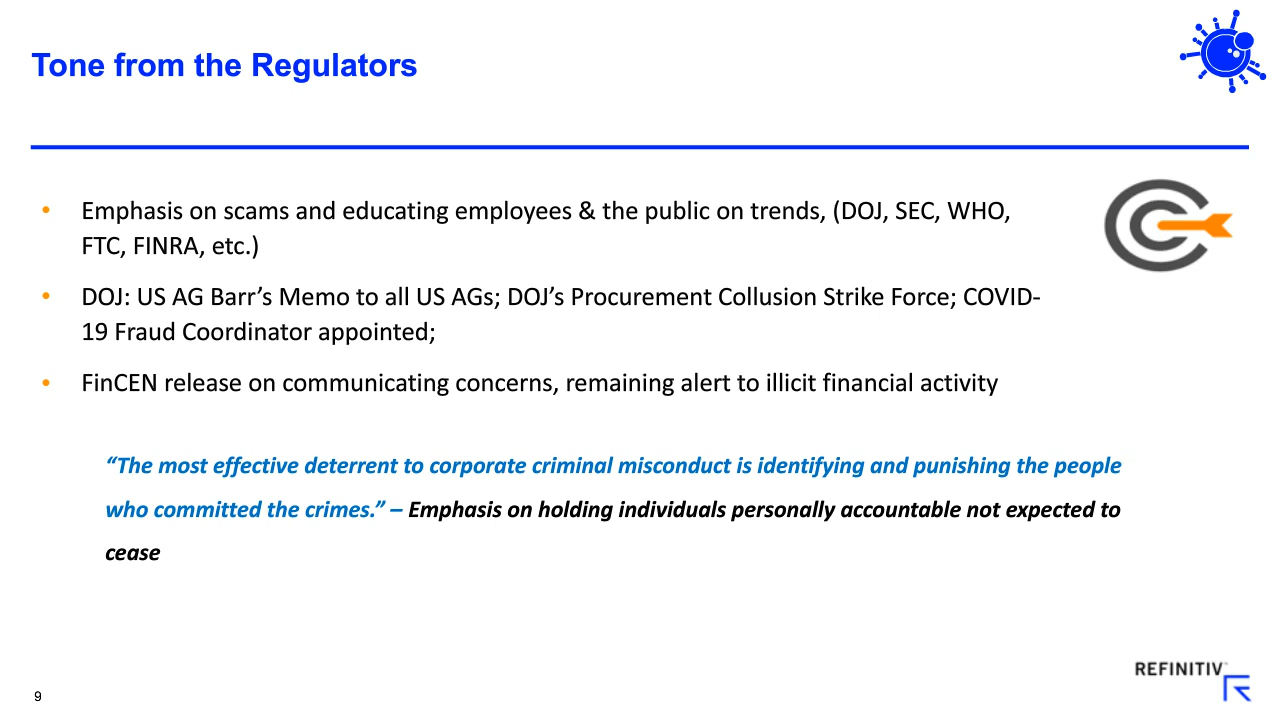 Tone from the Regulators
• Emphasis on scams and educating employees & the public on trends, (DOJ, SEC, WHO,
FTC, FINRA, etc.)
• DOJ: US AG Barr’s Memo to all US AGs; DOJ’s Procurement Collusion Strike Force; COVID-
19 Fraud Coordinator appointed;
• FinCEN release on communicating concerns, remaining alert to illicit financial activity
“The most effective deterrent to corporate criminal misconduct is identifying and punishing the people
who committed the crimes.” – Emphasis on holding individuals personally accountable not expected to
cease
REFINITIV
9